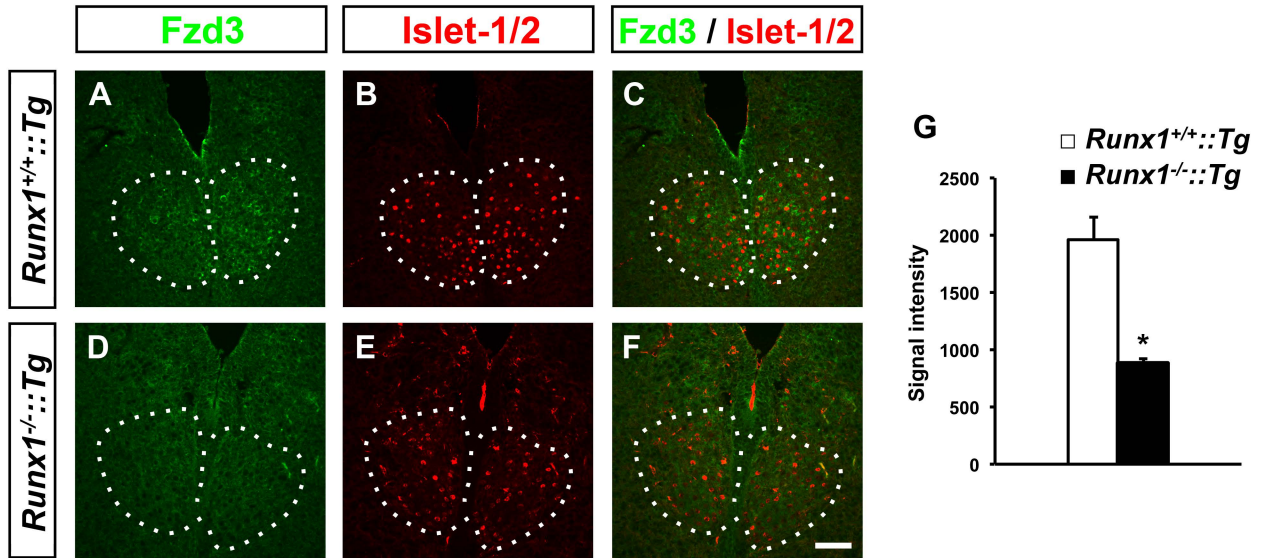 Fzd3
Islet-1/2
Fzd3 / Islet-1/2
Runx1+/+::Tg
A
B
C
Runx1-/-::Tg
D
E
F
G
Runx1+/+::Tg
Runx1-/-::Tg
Signal intensity
2500
2000
1500
1000
500
0
*